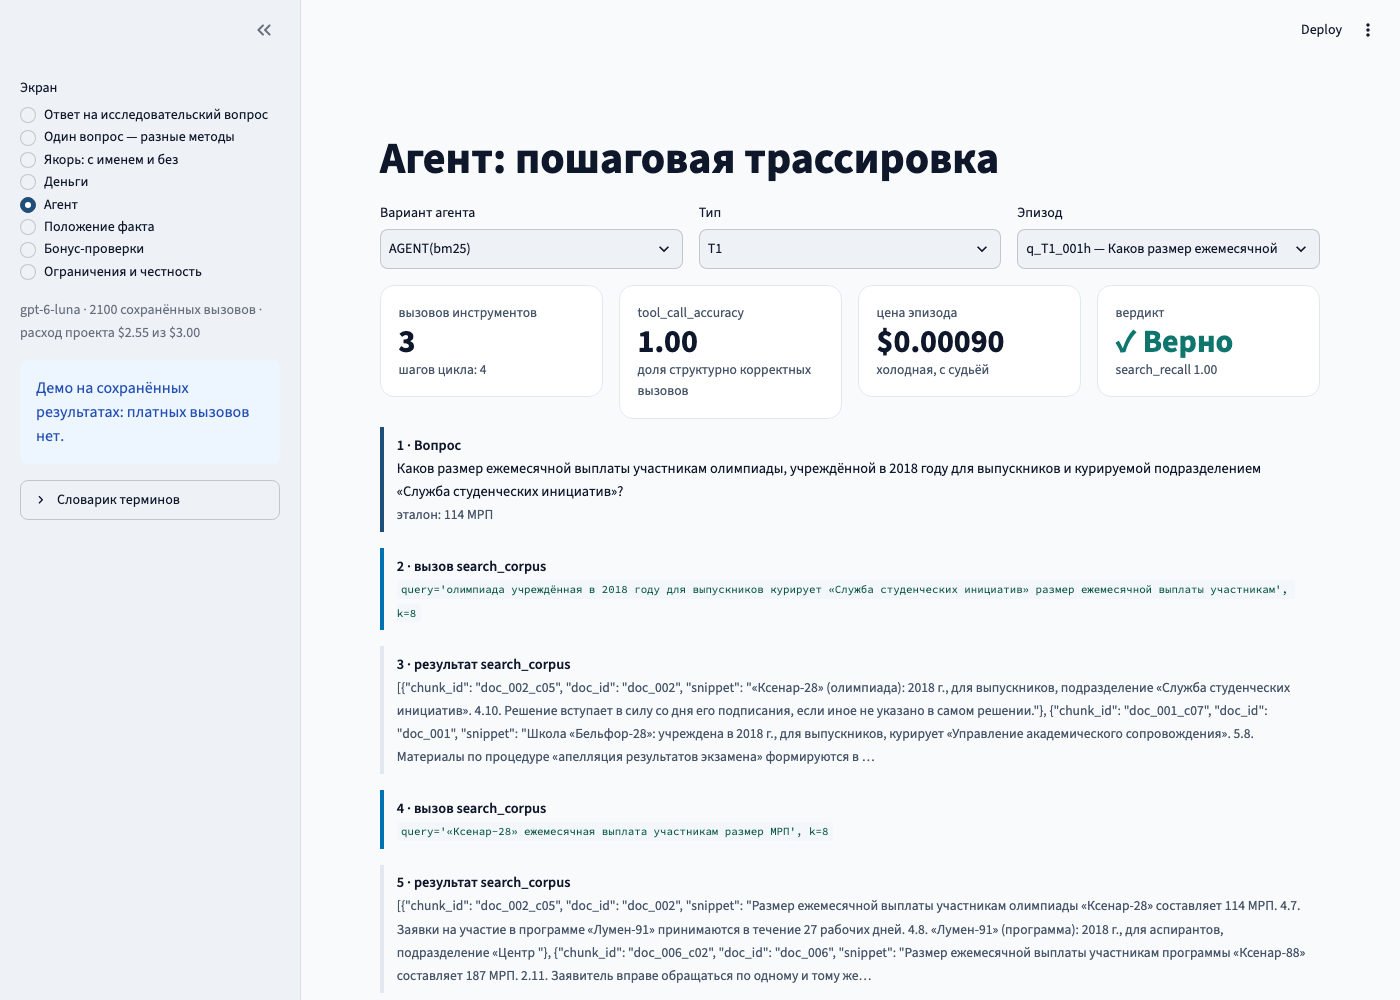 Deploy
Экран
Ответ на исследовательский вопрос
Один вопрос — разные методы
Якорь: с именем и без
Деньги
Агент
Положение факта
Бонус-проверки
Ограничения и честность
gpt-6-luna · 2100 сохранённых вызовов ·
расход проекта $2.55 из $3.00
Демо на сохранённых
результатах: платных вызовов
нет.
Словарик терминов
Агент: пошаговая трассировка
Вариант агента
AGENT(bm25)
Тип
T1
Эпизод
q_T1_001h — Каков размер ежемесячной
вызовов инструментов
3
шагов цикла: 4
tool_call_accuracy
1.00
доля структурно корректных
вызовов
цена эпизода
$0.00090
холодная, с судьёй
вердикт
✓ Верно
search_recall 1.00
1 · Вопрос
Каков размер ежемесячной выплаты участникам олимпиады, учреждённой в 2018 году для выпускников и курируемой подразделением
«Служба студенческих инициатив»?
эталон: 114 МРП
2 · вызов search_corpus
query='олимпиада учреждённая в 2018 году для выпускников курирует «Служба студенческих инициатив» размер ежемесячной выплаты участникам',
k=8
3 · результат search_corpus
[{"chunk_id": "doc_002_c05", "doc_id": "doc_002", "snippet": "«Ксенар-28» (олимпиада): 2018 г., для выпускников, подразделение «Служба студенческих
инициатив». 4.10. Решение вступает в силу со дня его подписания, если иное не указано в самом решении."}, {"chunk_id": "doc_001_c07", "doc_id":
"doc_001", "snippet": "Школа «Бельфор-28»: учреждена в 2018 г., для выпускников, курирует «Управление академического сопровождения». 5.8.
Материалы по процедуре «апелляция результатов экзамена» формируются в …
4 · вызов search_corpus
query='«Ксенар-28» ежемесячная выплата участникам размер МРП', k=8
5 · результат search_corpus
[{"chunk_id": "doc_002_c05", "doc_id": "doc_002", "snippet": "Размер ежемесячной выплаты участникам олимпиады «Ксенар-28» составляет 114 МРП. 4.7.
Заявки на участие в программе «Лумен-91» принимаются в течение 27 рабочих дней. 4.8. «Лумен-91» (программа): 2018 г., для аспирантов,
подразделение «Центр "}, {"chunk_id": "doc_006_c02", "doc_id": "doc_006", "snippet": "Размер ежемесячной выплаты участникам программы «Ксенар-88»
составляет 187 МРП. 2.11. Заявитель вправе обращаться по одному и тому же…